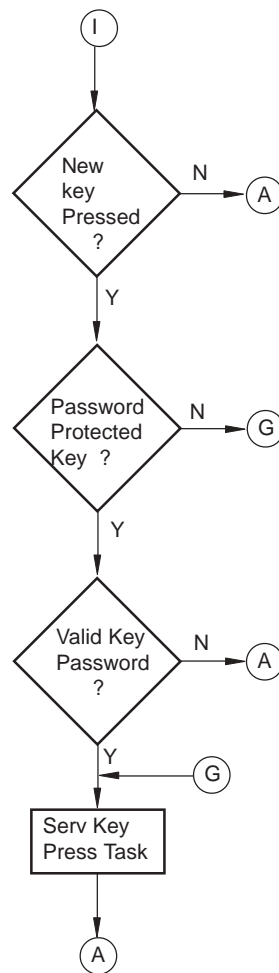 I
New
key
Pressed
?
N
A
Y
Password
Protected
Key ?
N
G
Y
Valid Key
Password
?
N
A
Y
G
Serv Key
Press Task
A